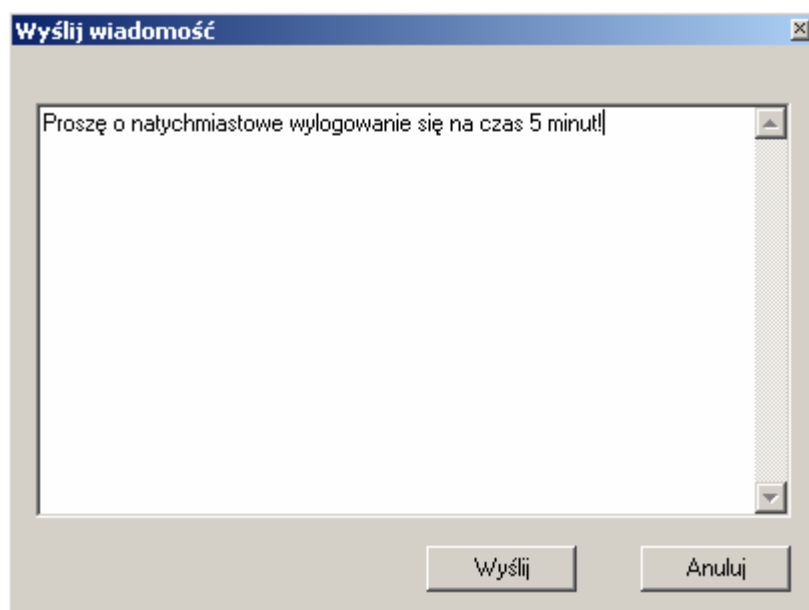 Wyślij wiadomość
Proszę o natychmiastowe wylogowanie się na czas 5 minut!
Wyślij
Anuluj